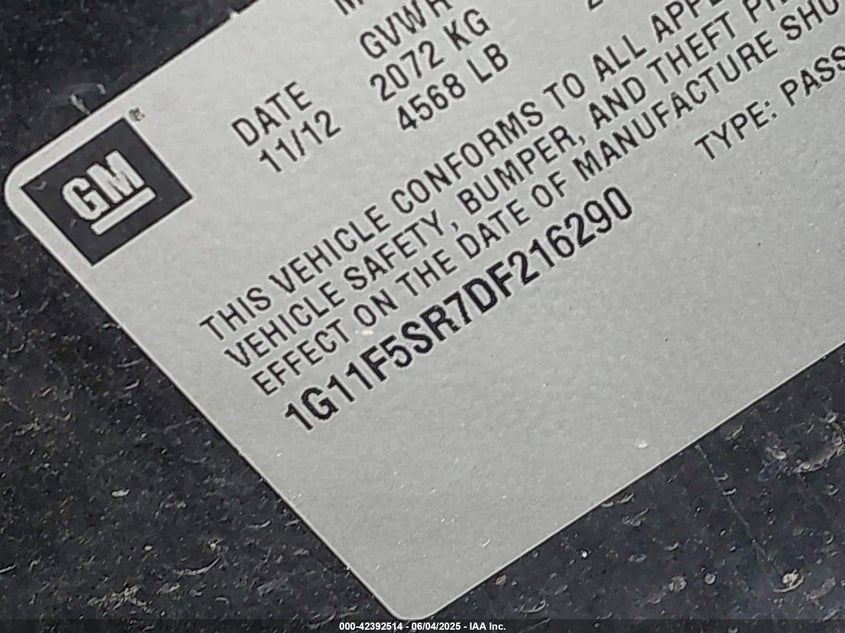 GM
®
DATE
11/12
GVWR
2072 KG
4568 LB
THIS VEHICLE CONFORMS TO ALL
VEHICLE SAFETY, BUMPER, AND THEFT
EFFECT ON THE DATE OF MANUFACTURE
1G11F5SR7DF216290
TYPE:
000-42392514 - 06/04/2025 - IAA Inc.